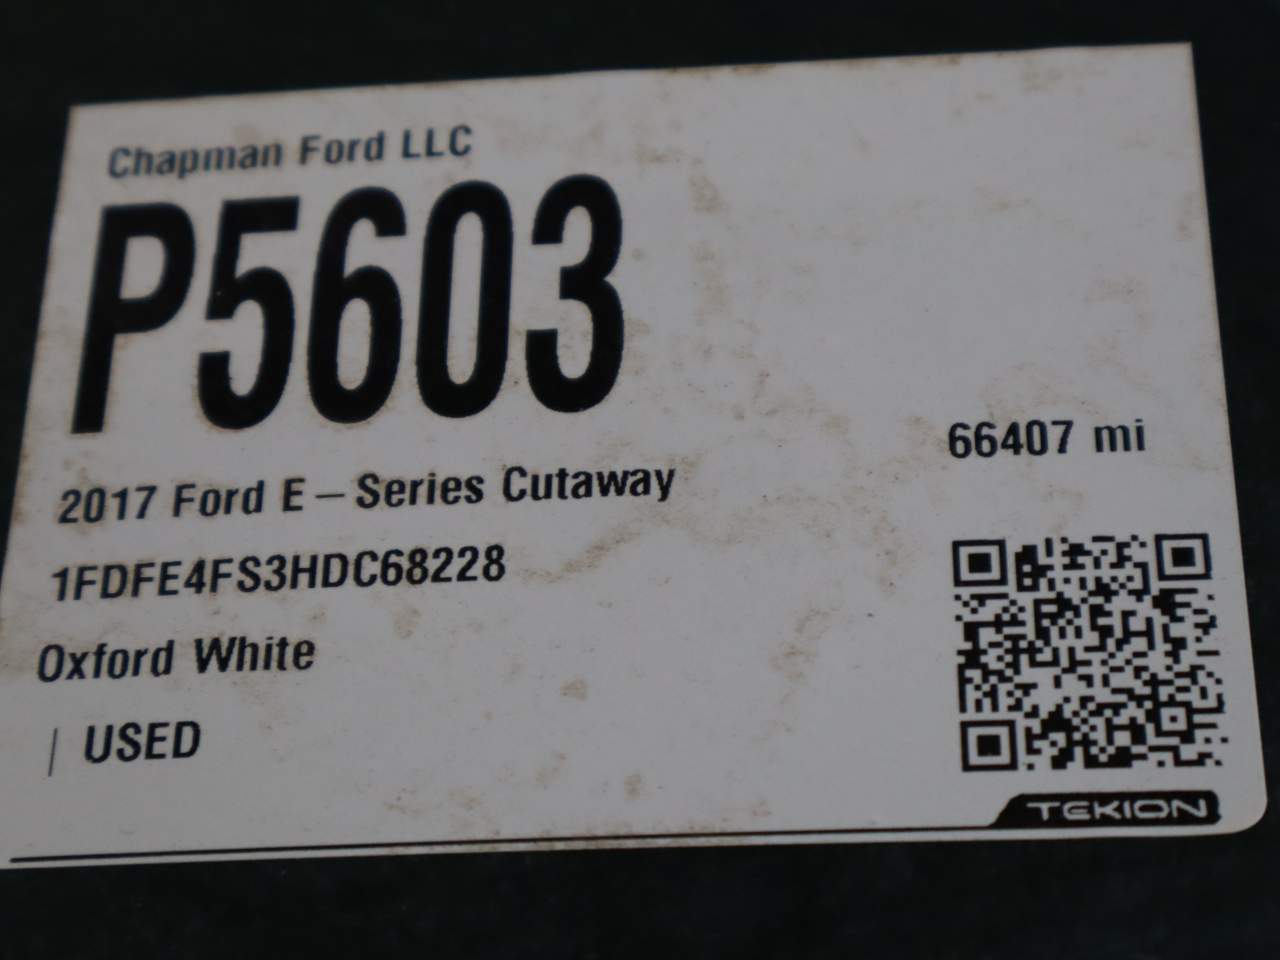 Chapman Ford LLC
P5603
66407 mi
2017 Ford E – Series Cutaway
1FDFE4FS3HDC68228
Oxford White
| USED
TEKION